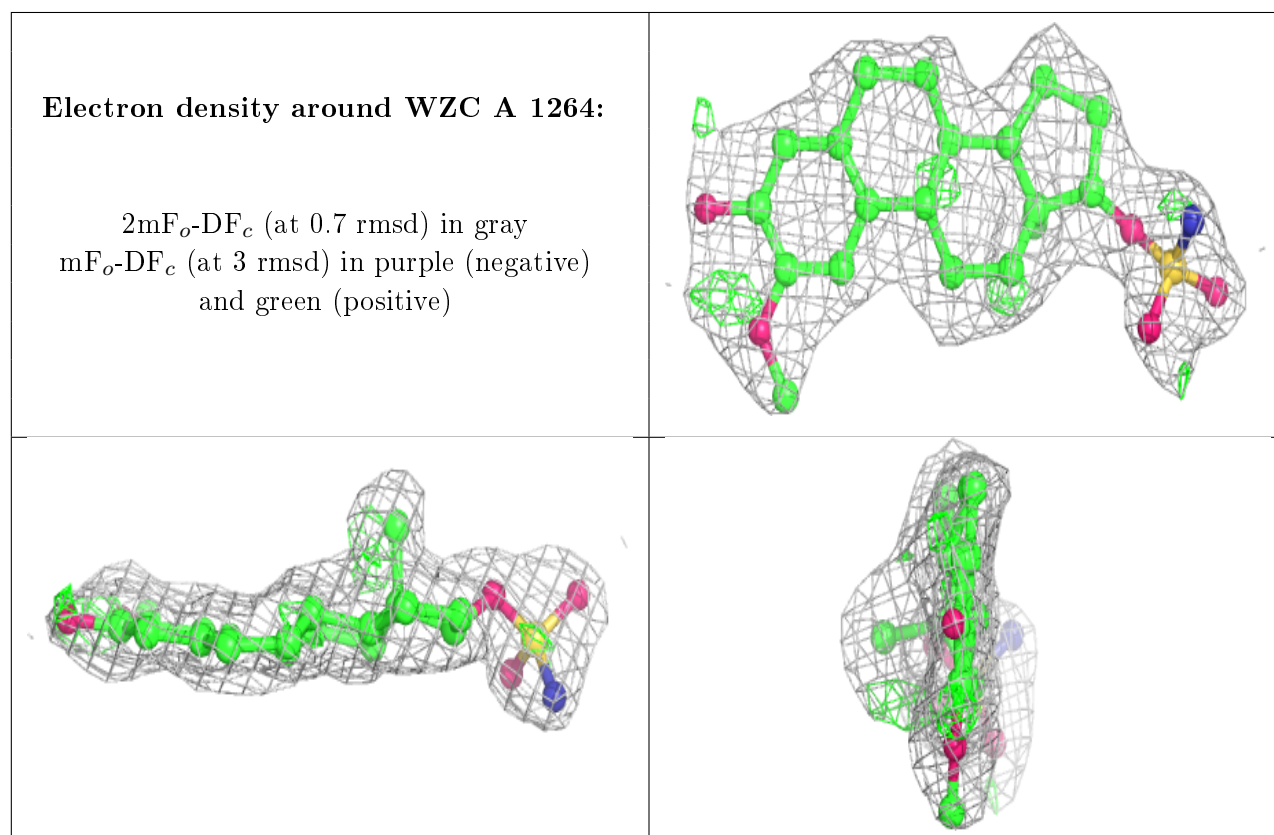 Electron density around WZC A 1264:
2mFₒ-DF𝒸 (at 0.7 rmsd) in gray
mFₒ-DF𝒸 (at 3 rmsd) in purple (negative)
and green (positive)